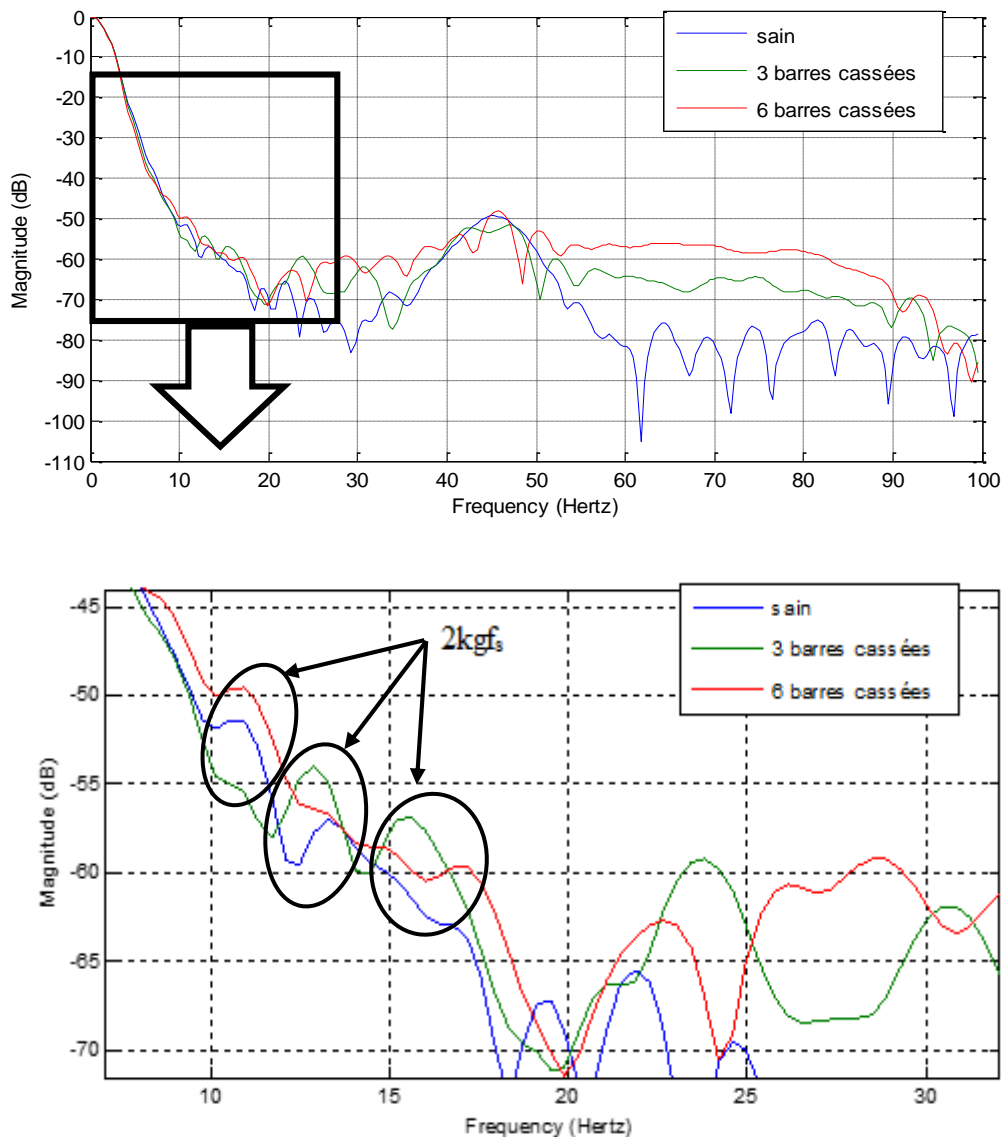 0
-10
-20
-30
-40
-50
-60
-70
-80
-90
-100
-110
Magnitude (dB)
sain
3 barres cassées
6 barres cassées
0 10 20 30 40 50 60 70 80 90 100
Frequency (Hertz)
-45
-50
-55
-60
-65
-70
Magnitude (dB)
2kgfs
sain
3 barres cassées
6 barres cassées
10 15 20 25 30
Frequency (Hertz)